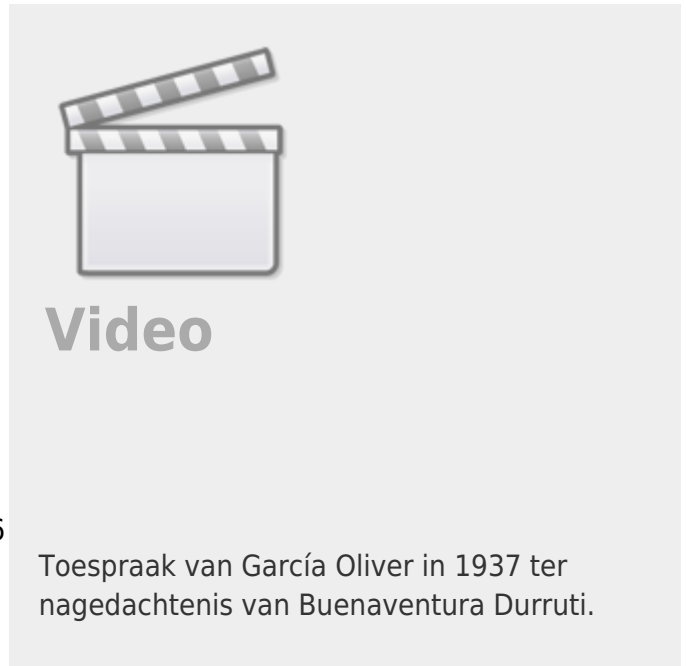 Video
Toespraak van García Oliver in 1937 ter
nagedachtenis van Buenaventura Durruti.